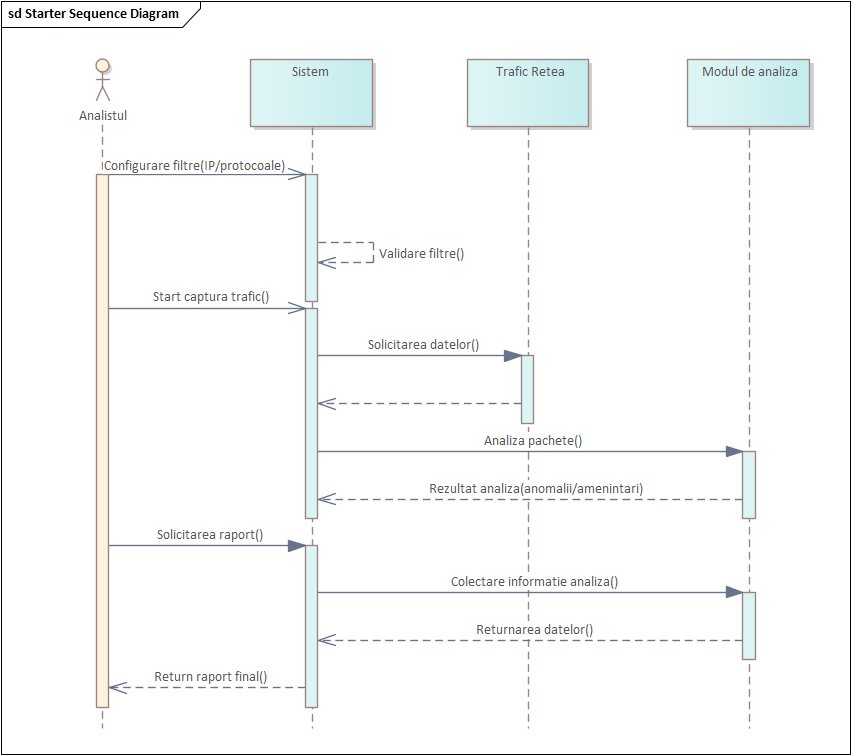 sd Starter Sequence Diagram
Analistul
Sistem
Trafic Retea
Modul de analiza
Configurare filtre(IP/protocoale)
Validare filtre()
Start captura trafic()
Solicitarea datelor()
Analiza pachete()
Rezultat analiza(anomalii/amenintari)
Solicitarea raport()
Colectare informatie analiza()
Returnarea datelor()
Return raport final()